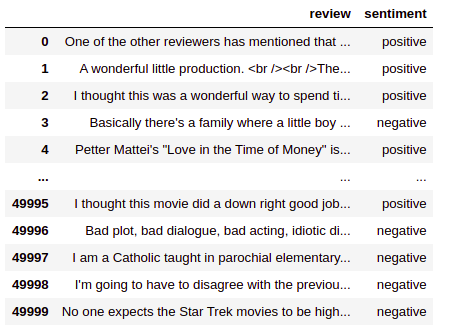 review sentiment
0 One of the other reviewers has mentioned that ... positive
1 A wonderful little production. <br /><br />The... positive
2 I thought this was a wonderful way to spend ti... positive
3 Basically there's a family where a little boy ... negative
4 Petter Mattei's "Love in the Time of Money" is... positive
... ... ...
49995 I thought this movie did a down right good job... positive
49996 Bad plot, bad dialogue, bad acting, idiotic di... negative
49997 I am a Catholic taught in parochial elementary... negative
49998 I'm going to have to disagree with the previou... negative
49999 No one expects the Star Trek movies to be high... negative